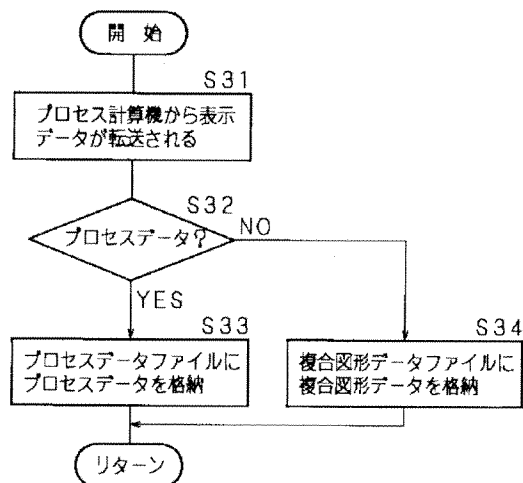 開 始
S31
プロセス計算機から表示
データが転送される
S32
プロセスデータ?
NO
YES
S33
プロセスデータファイルに
プロセスデータを格納
S34
複合図形データファイルに
複合図形データを格納
リターン